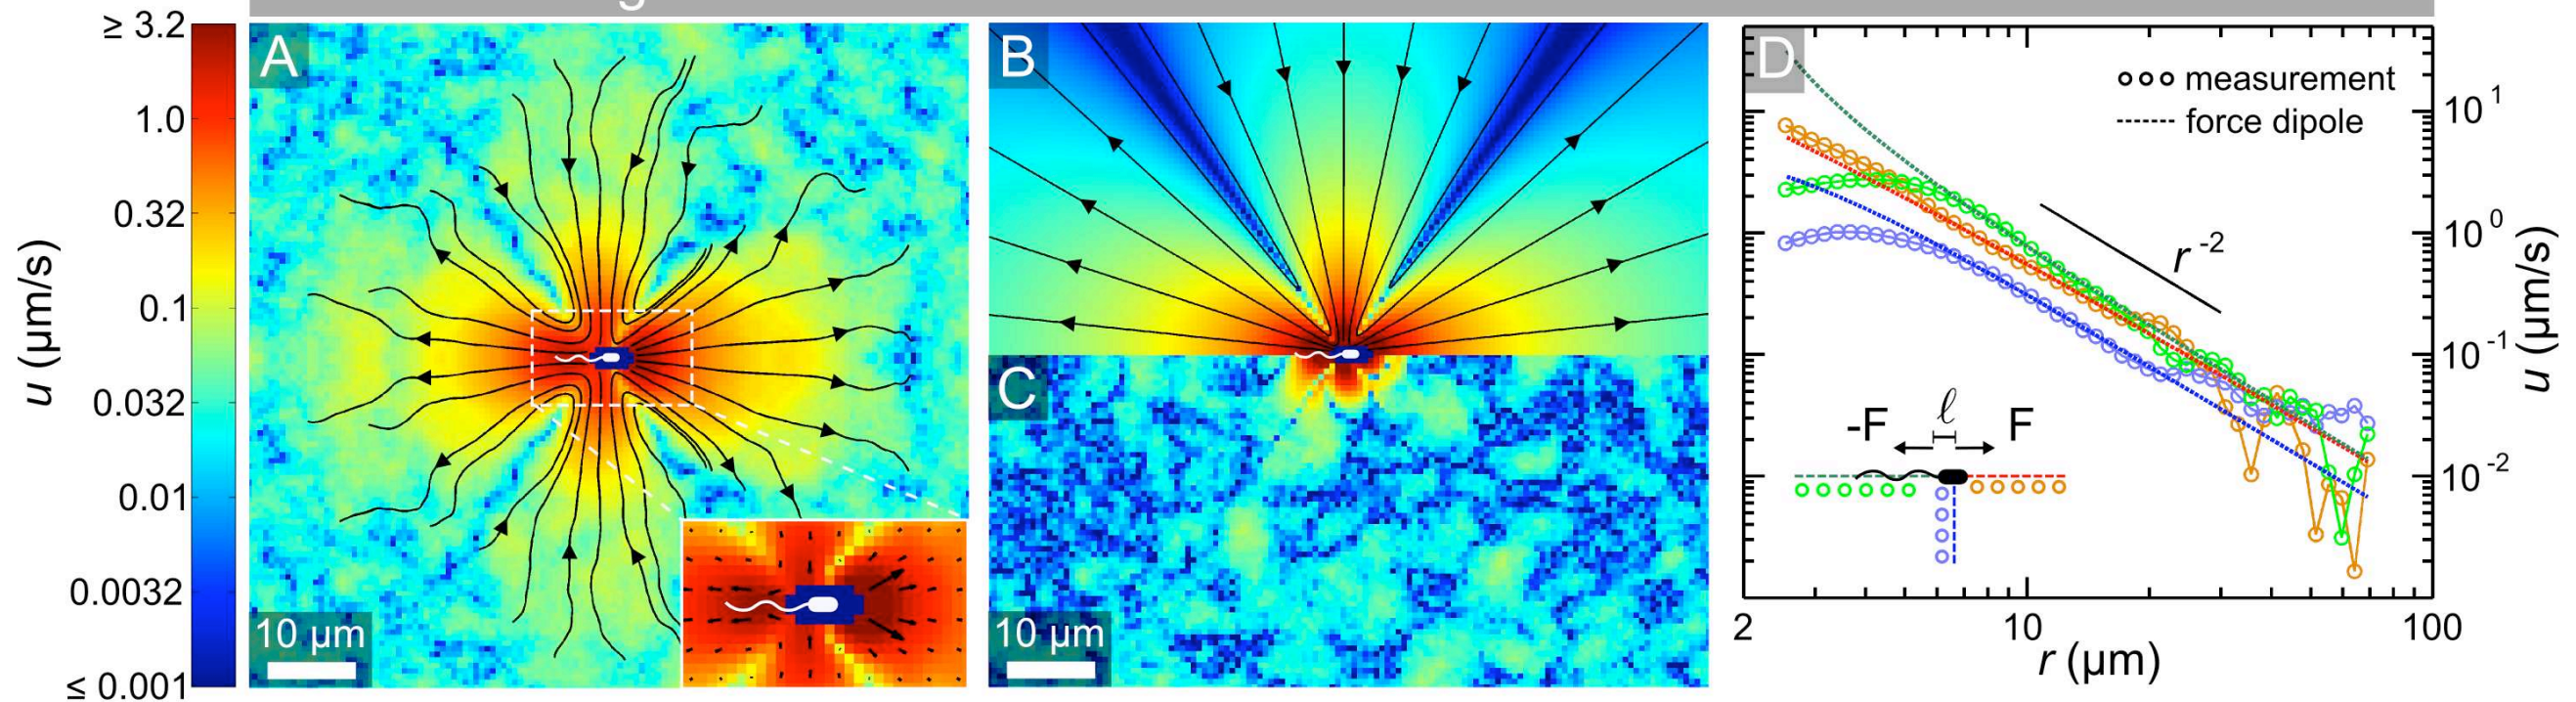 ≥ 3.2
1.0
0.32
0.1
0.032
0.01
0.0032
≤ 0.001
u (μm/s)
A
10 μm
B
C
10 μm
D
measurement
force dipole
r -2
ℓ
-F
F
10 1
10 0
10 -1
10 -2
u (μm/s)
2
10
100
r (μm)